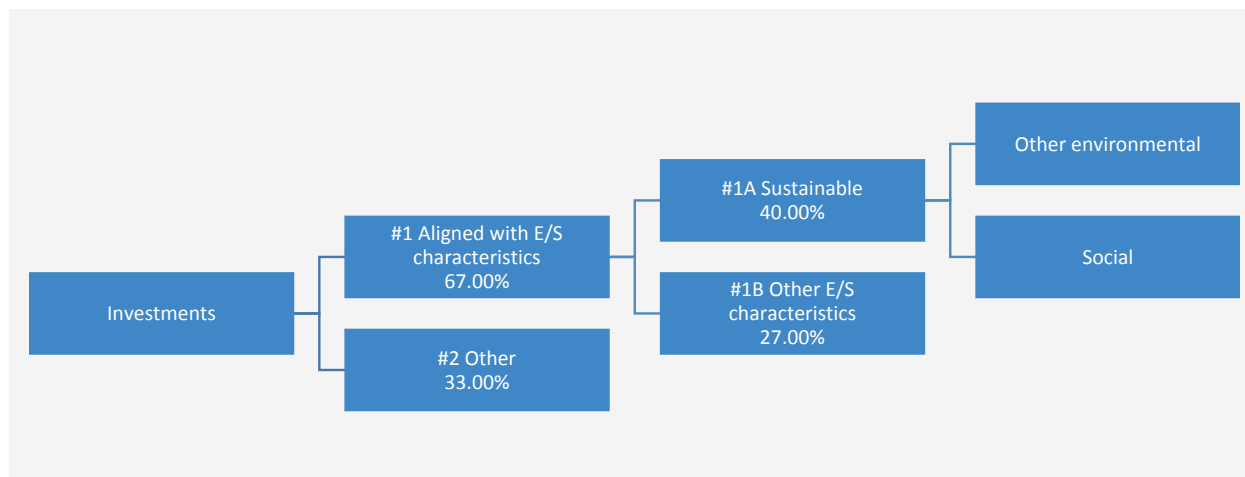 Investments
#1 Aligned with E/S
characteristics
67.00%
#2 Other
33.00%
#1A Sustainable
40.00%
#1B Other E/S
characteristics
27.00%
Other environmental
Social